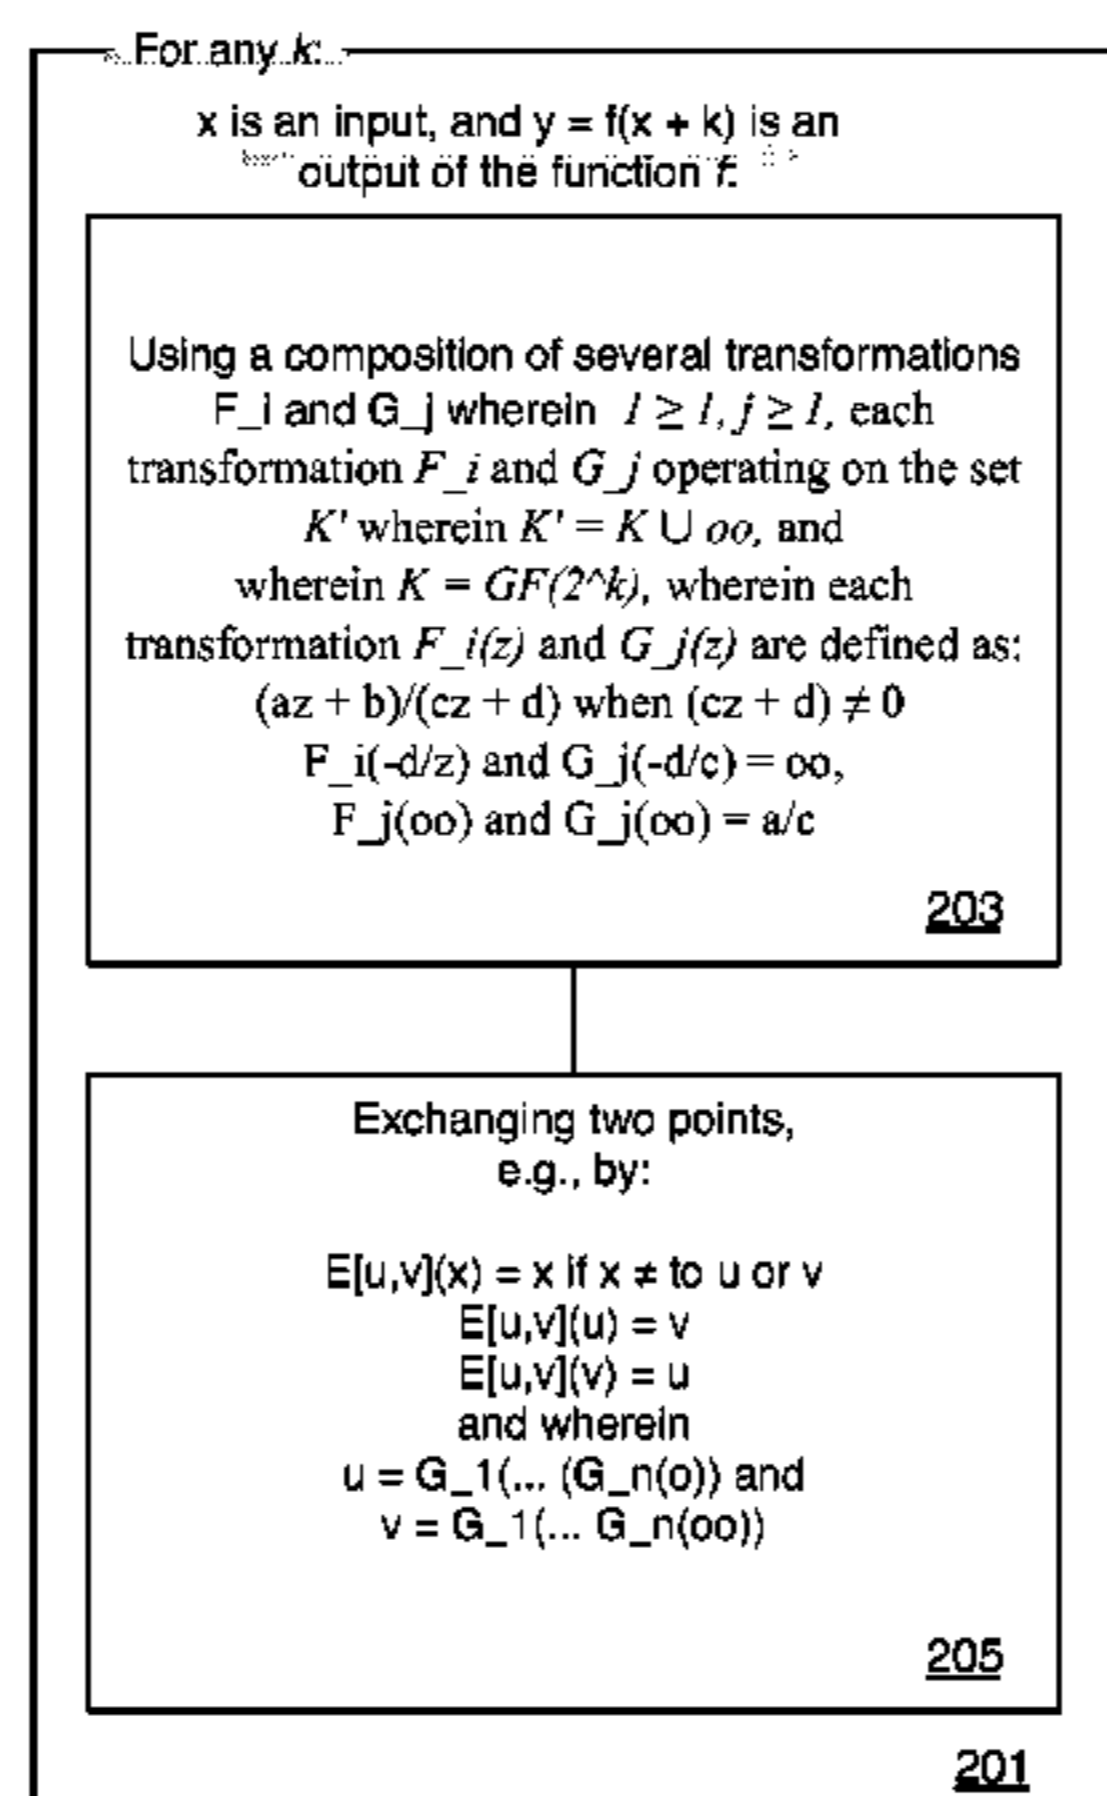 For any k:
x is an input, and y = f(x + k) is an
output of the function f:
Using a composition of several transformations
F_i and G_j wherein I ≥ 1, j ≥ 1, each
transformation F_i and G_j operating on the set
K' wherein K' = K ∪ oo, and
wherein K = GF(2^k), wherein each
transformation F_i(z) and G_j(z) are defined as:
(az + b)/(cz + d) when (cz + d) ≠ 0
F_i(-d/z) and G_j(-d/c) = oo,
F_j(oo) and G_j(oo) = a/c
203
Exchanging two points,
e.g., by:
E[u,v](x) = x if x ≠ to u or v
E[u,v](u) = v
E[u,v](v) = u
and wherein
u = G_1(... (G_n(o)) and
v = G_1(... G_n(oo))
205
201